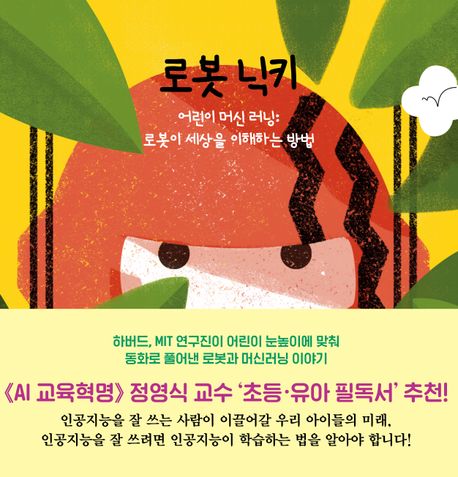 로봇 닉키
어린이 머신 러닝:
로봇이 세상을 이해하는 방법
하버드, MIT 연구진이 어린이 눈높이에 맞춰
동화로 풀어낸 로봇과 머신러닝 이야기
《AI 교육혁명》 정영식 교수 ‘초등·유아 필독서’ 추천!
인공지능을 잘 쓰는 사람이 이끌어갈 우리 아이들의 미래,
인공지능을 잘 쓰려면 인공지능이 학습하는 법을 알아야 합니다!